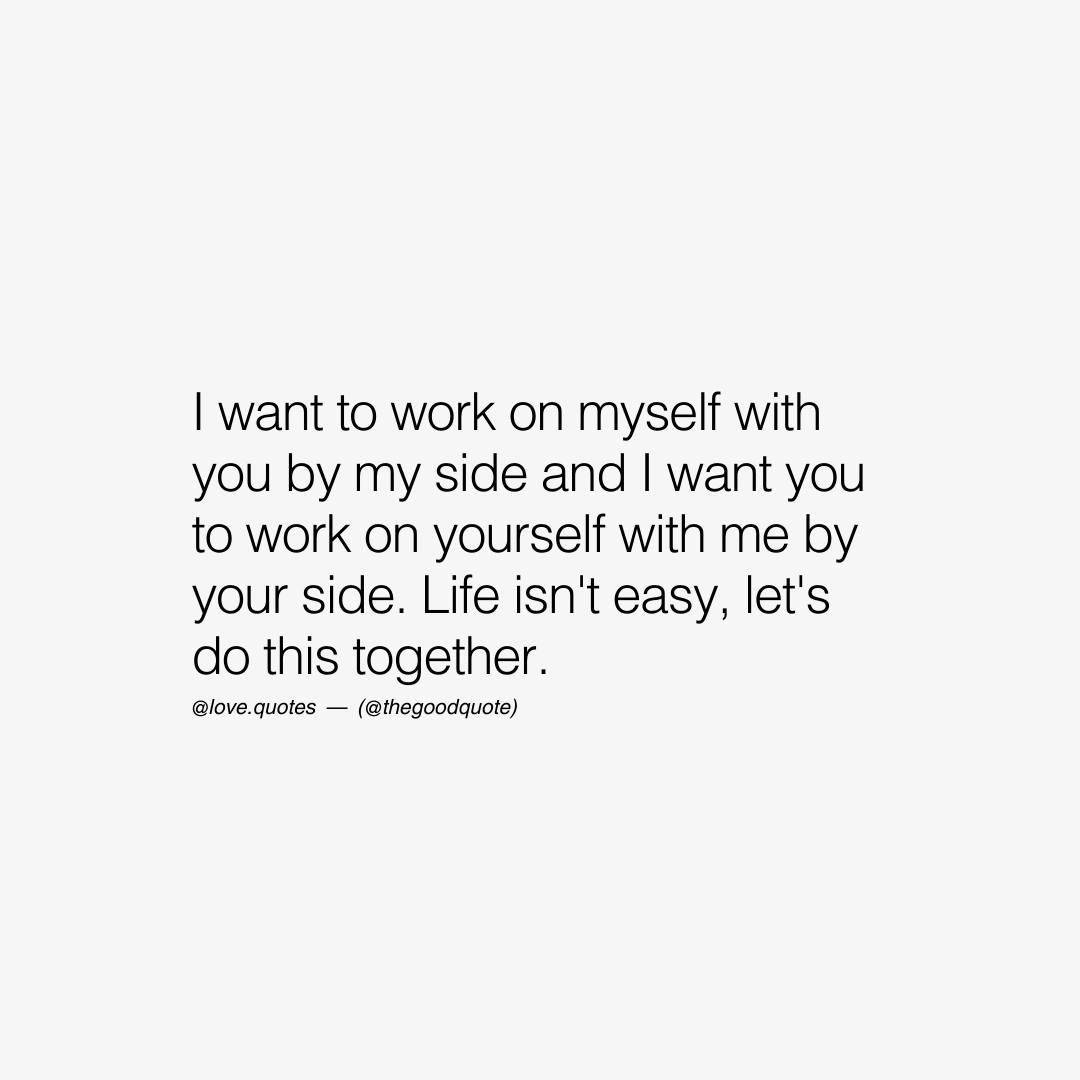 I want to work on myself with
you by my side and I want you
to work on yourself with me by
your side. Life isn't easy, let's
do this together.
@love.quotes — (@thegoodquote)